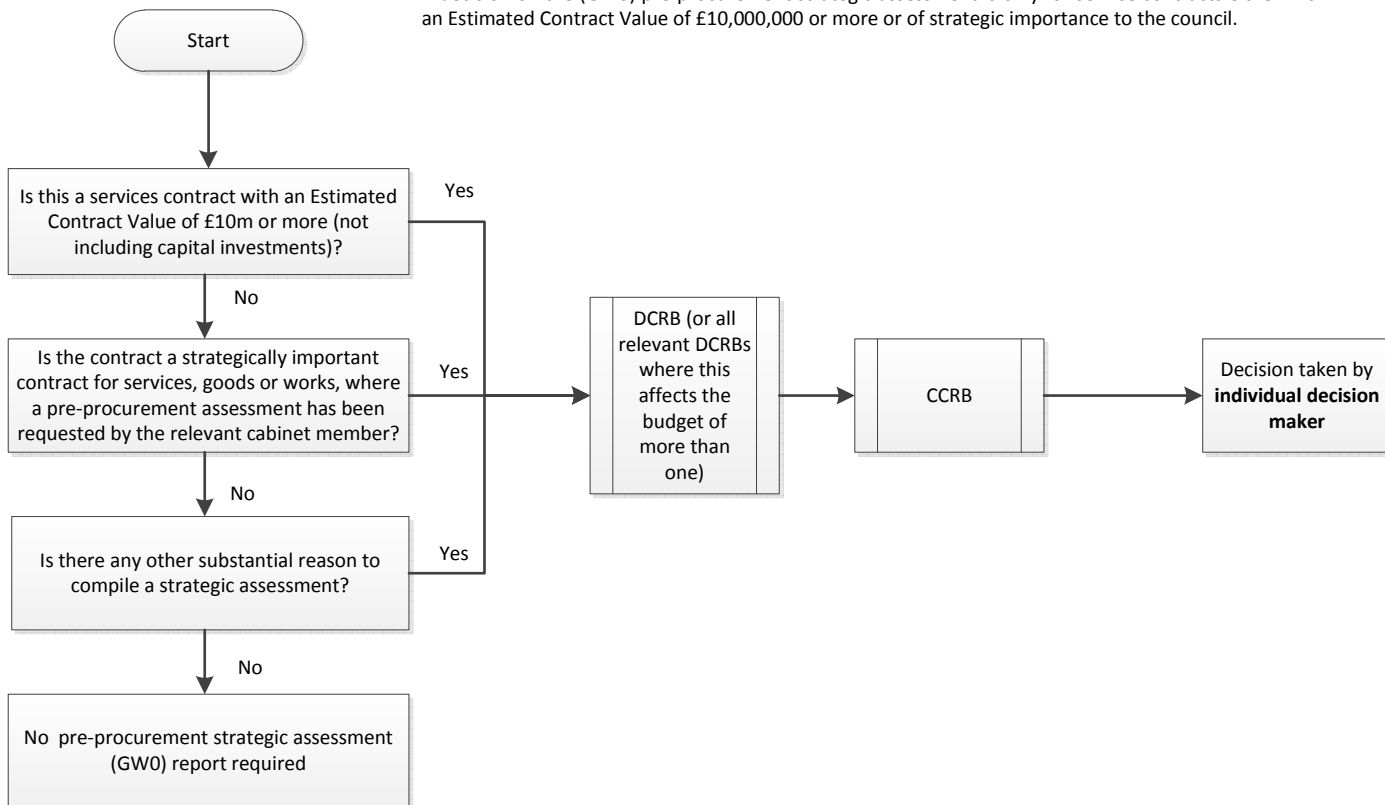 an Estimated Contract Value of £10,000,000 or more or of strategic importance to the council.
Start
Is this a services contract with an Estimated
Contract Value of £10m or more (not
including capital investments)?
Yes
No
Is the contract a strategically important
contract for services, goods or works, where
a pre-procurement assessment has been
requested by the relevant cabinet member?
Yes
No
Is there any other substantial reason to
compile a strategic assessment?
Yes
No
No pre-procurement strategic assessment
(GW0) report required
DCRB (or all
relevant DCRBs
where this
affects the
budget of
more than
one)
CCRB
Decision taken by
individual decision
maker